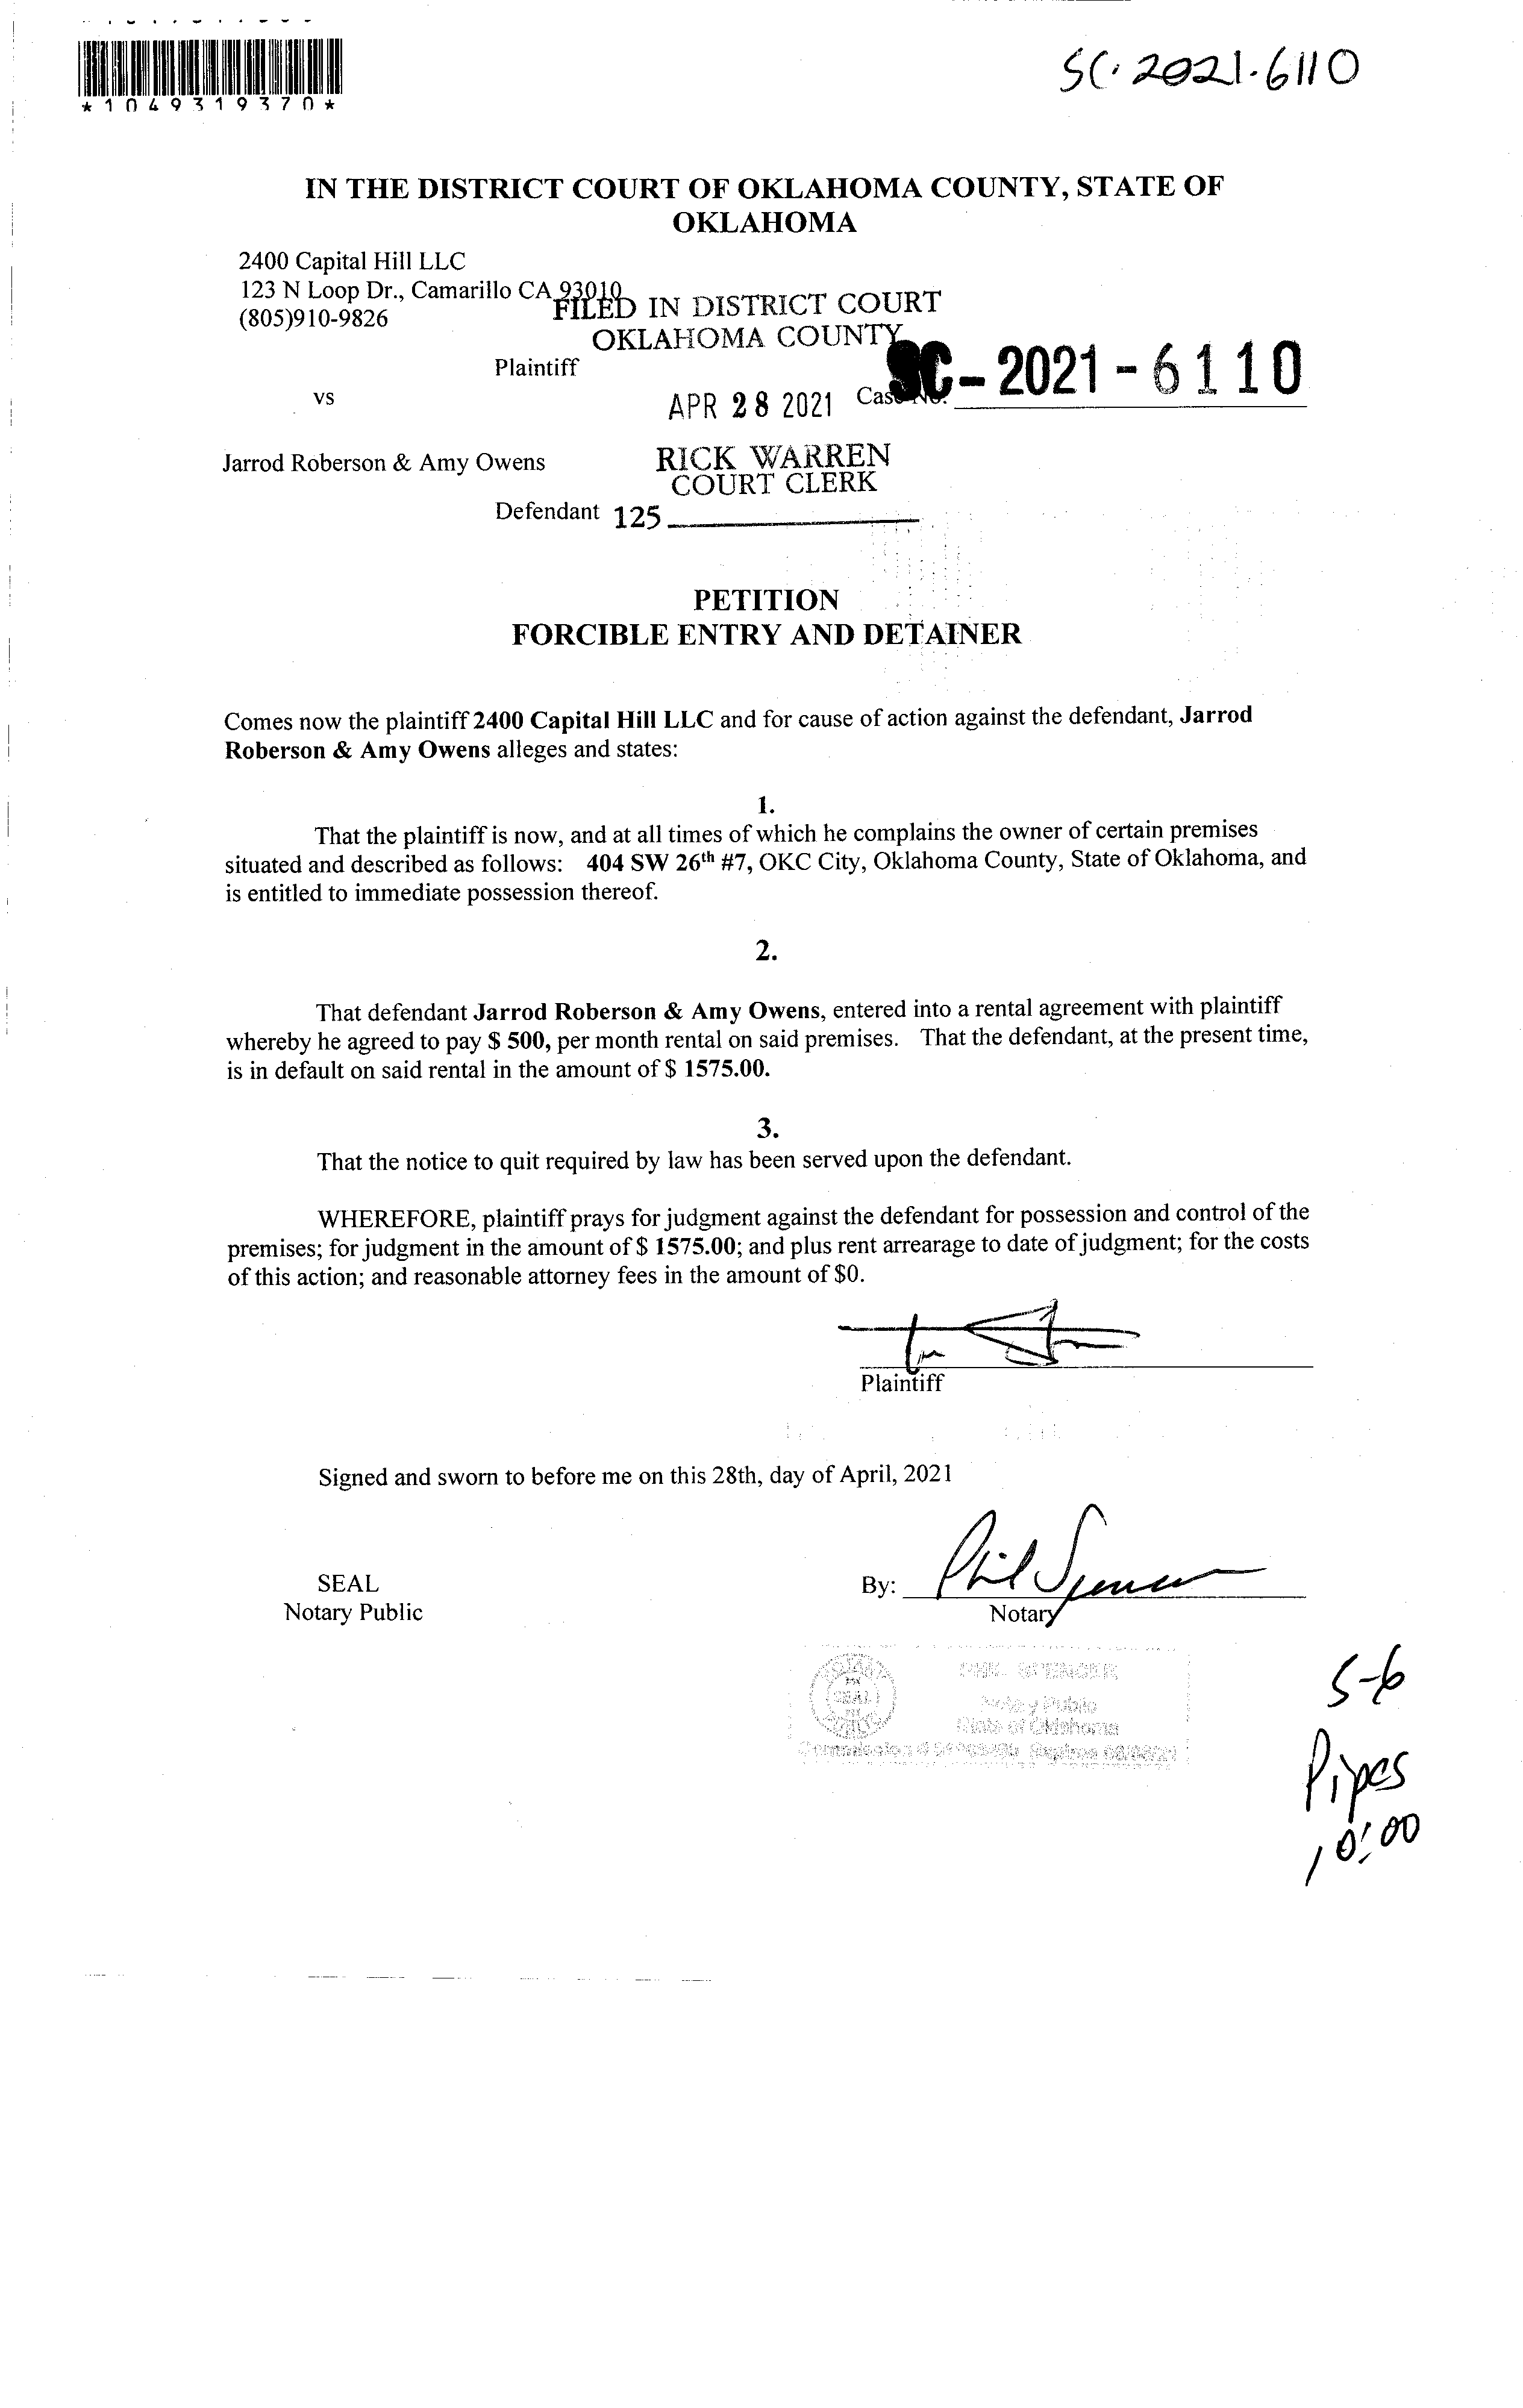 *1049319370*
SC-2021-6110
IN THE DISTRICT COURT OF OKLAHOMA COUNTY, STATE OF
OKLAHOMA
2400 Capital Hill LLC
123 N Loop Dr., Camarillo CA 93010
(805)910-9826
FILED IN DISTRICT COURT
OKLAHOMA COUNTY
Plaintiff
vs
APR 28 2021
Case No. SC-2021-6110
Jarrod Roberson & Amy Owens
RICK WARREN
COURT CLERK
Defendant
125
PETITION
FORCIBLE ENTRY AND DETAINER
Comes now the plaintiff 2400 Capital Hill LLC and for cause of action against the defendant, Jarrod
Roberson & Amy Owens alleges and states:
1.
That the plaintiff is now, and at all times of which he complains the owner of certain premises
situated and described as follows: 404 SW 26th #7, OKC City, Oklahoma County, State of Oklahoma, and
is entitled to immediate possession thereof.
2.
That defendant Jarrod Roberson & Amy Owens, entered into a rental agreement with plaintiff
whereby he agreed to pay $ 500, per month rental on said premises. That the defendant, at the present time,
is in default on said rental in the amount of $ 1575.00.
3.
That the notice to quit required by law has been served upon the defendant.
WHEREFORE, plaintiff prays for judgment against the defendant for possession and control of the
premises; for judgment in the amount of $ 1575.00; and plus rent arrearage to date of judgment; for the costs
of this action; and reasonable attorney fees in the amount of $0.
Plaintiff
Signed and sworn to before me on this 28th, day of April, 2021
Phil Spencer
SEAL
By:
Notary Public
Notary
SEAL
PHIL SPENCER
Notary Public
State of Oklahoma
Commission # Expires
5-6
Pipes
10:00